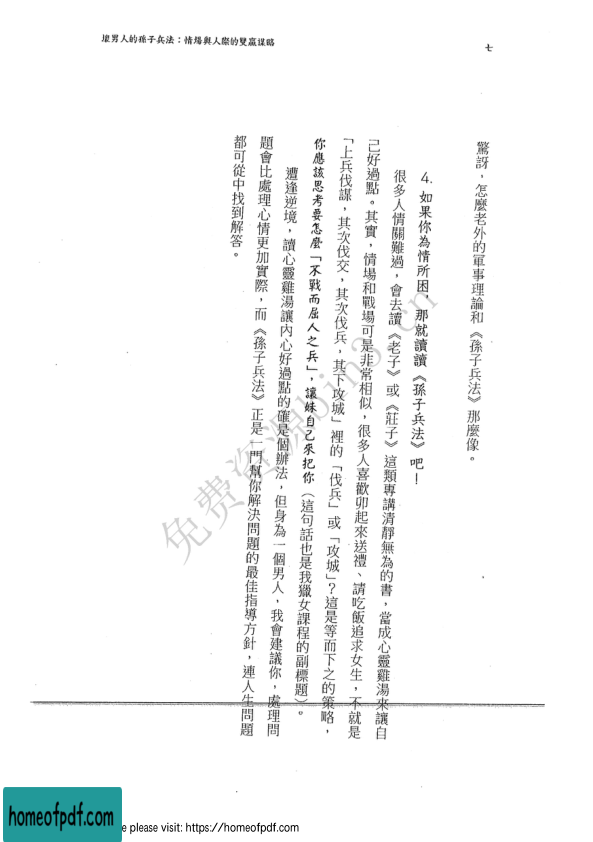 壞男人的孫子兵法：情場與人際的雙贏謀略
七
驚訝，怎麼老外的軍事理論和《孫子兵法》那麼像。
4. 如果你為情所困，那就讀讀《孫子兵法》吧！
很多人情關難過，會去讀《老子》或《莊子》這類專講清靜無為的書，當成心靈雞湯來讓自
己好過點。其實，情場和戰場可是非常相似，很多人喜歡卯起來送禮、請吃飯追求女生，不就是
「上兵伐謀，其次伐交，其次伐兵，其下攻城」裡的「伐兵」或「攻城」？這是等而下之的策略，
你應該思考要怎麼「不戰而屈人之兵」，讓妹自己來把你（這句話也是我獵女課程的副標題）。
遭逢逆境，讀心靈雞湯讓內心好過點的確是個辦法，但身為一個男人，我會建議你，處理問
題會比處理心情更加實際，而《孫子兵法》正是一門幫你解決問題的最佳指導方針，連人生問題
都可從中找到解答。
免費資源
homeofpdf.com
e please visit: https://homeofpdf.com